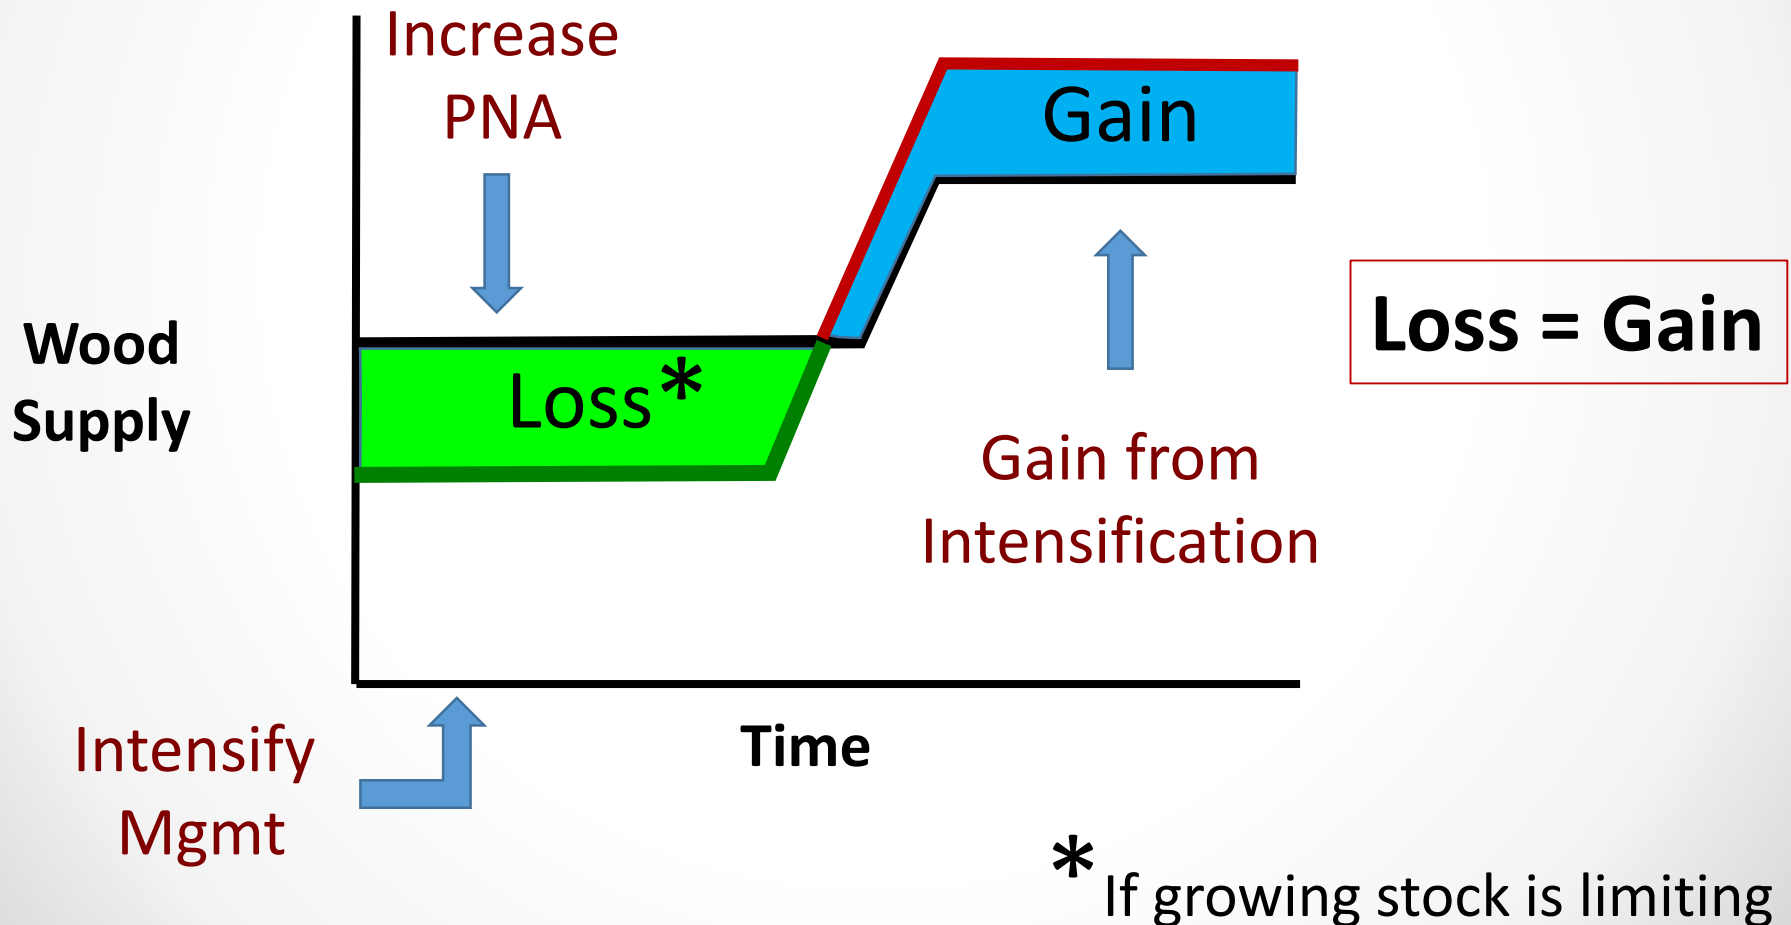 Increase
PNA
Gain
Wood
Supply
Loss = Gain
Loss*
Gain from
Intensification
Intensify
Mgmt
Time
* If growing stock is limiting